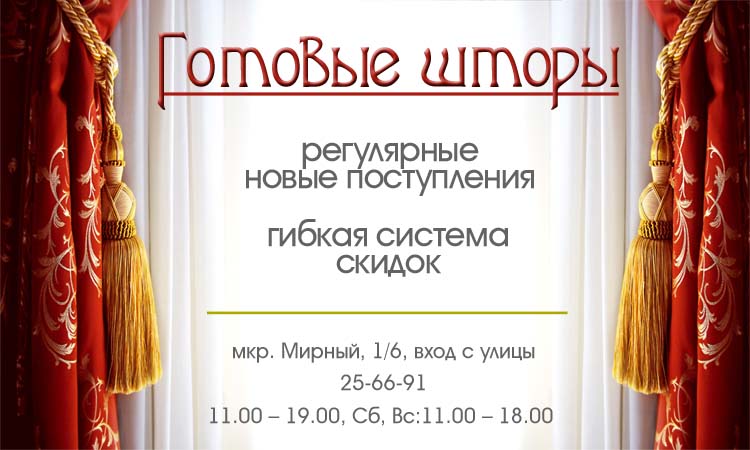 Готовые шторы
регулярные
новые поступления
гибкая система
скидок
мкр. Мирный, 1/6, вход с улицы
25-66-91
11.00 – 19.00, Сб, Вс:11.00 – 18.00